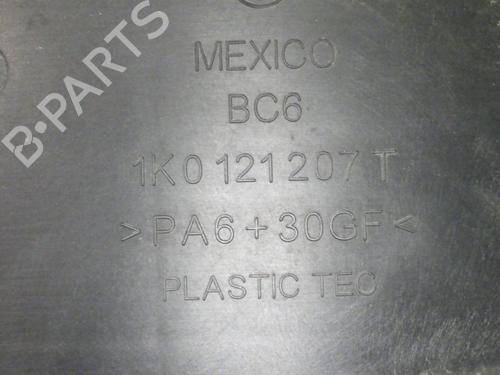 B-PARTS
MEXICO
BC6
1K0 121 207 T
>PA6+30GF<
PLASTIC TEC